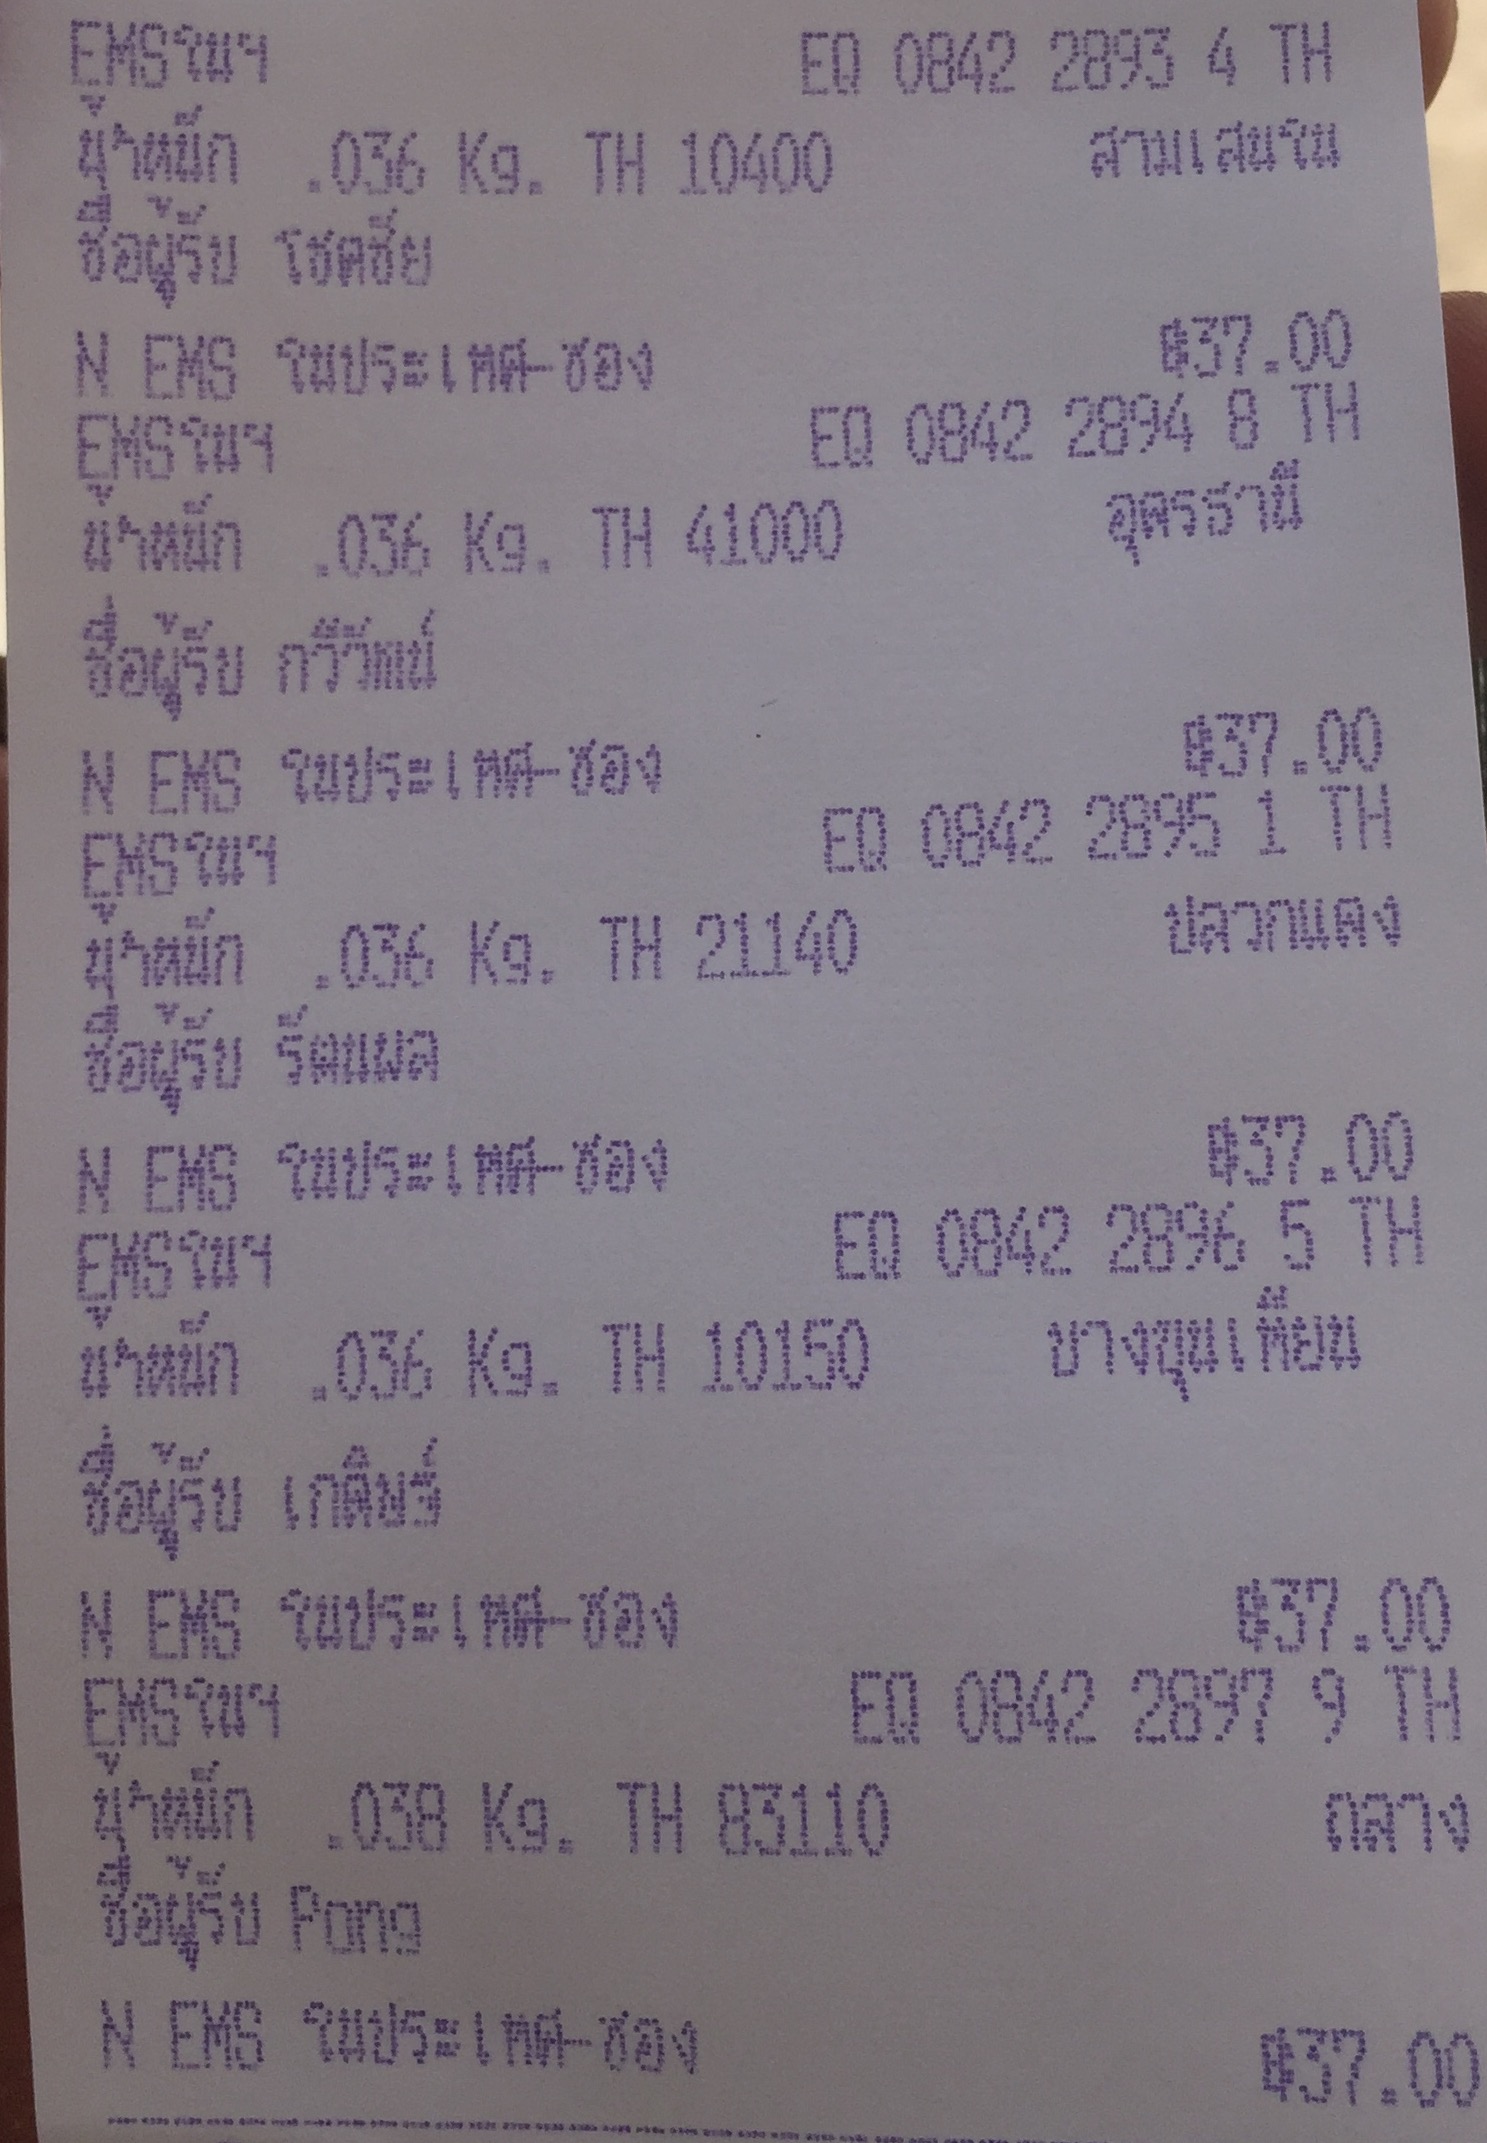 EMSในฯ EQ 0842 2893 4 TH
น้ำหนัก .036 Kg. TH 10400 สามเสนใน
ชื่อผู้รับ โชคชัย
N EMS ในประเทศ-ซอง ฿37.00
EMSในฯ EQ 0842 2894 8 TH
น้ำหนัก .036 Kg. TH 41000 อุดรธานี
ชื่อผู้รับ กวีวัฒน์
N EMS ในประเทศ-ซอง ฿37.00
EMSในฯ EQ 0842 2895 1 TH
น้ำหนัก .036 Kg. TH 21140 ปลวกแดง
ชื่อผู้รับ รัตนพล
N EMS ในประเทศ-ซอง ฿37.00
EMSในฯ EQ 0842 2896 5 TH
น้ำหนัก .036 Kg. TH 10150 บางขุนเทียน
ชื่อผู้รับ
N EMS ในประเทศ-ซอง ฿37.00
EMSในฯ EQ 0842 2897 9 TH
น้ำหนัก .038 Kg. TH 83110 ถลาง
ชื่อผู้รับ Pong
N EMS ในประเทศ-ซอง ฿37.00